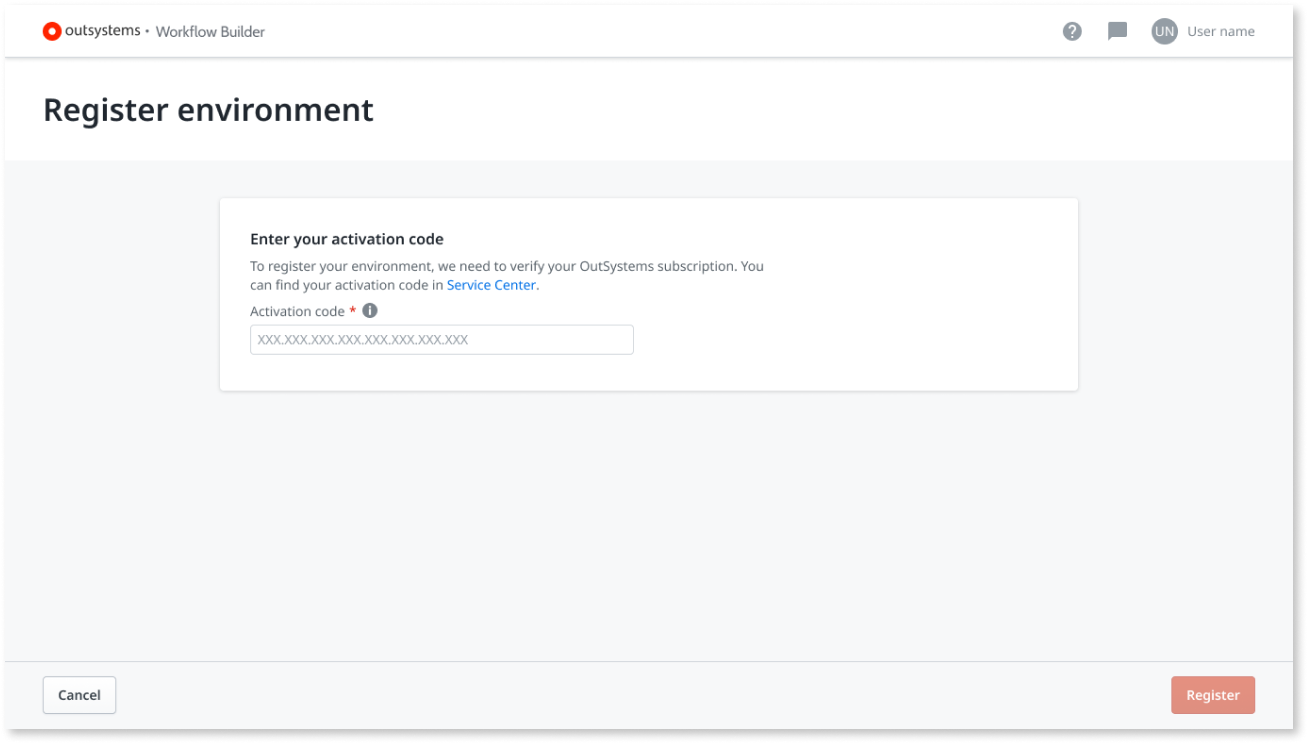 outsystems • Workflow Builder
UN User name
Register environment
Enter your activation code
To register your environment, we need to verify your OutSystems subscription. You
can find your activation code in Service Center.
Activation code *
XXX.XXX.XXX.XXX.XXX.XXX.XXX.XXX
Cancel
Register